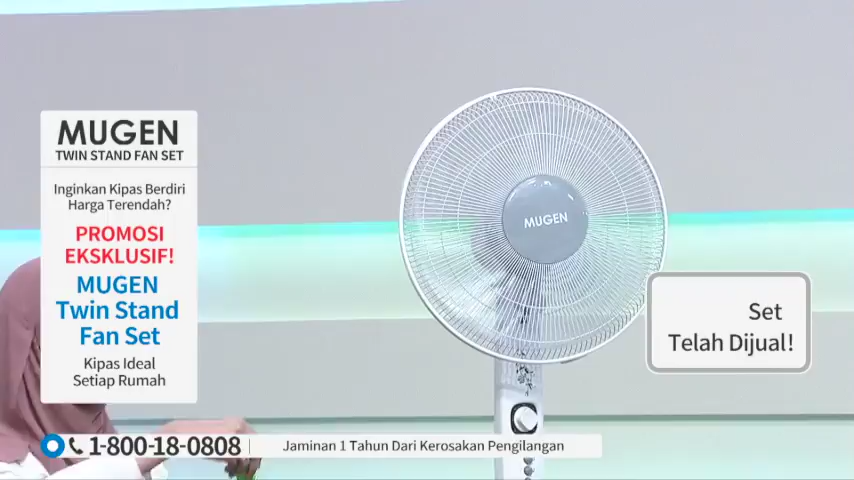 MUGEN
TWIN STAND FAN SET
Inginkan Kipas Berdiri
Harga Terendah?
PROMOSI
EKSKLUSIF!
MUGEN
Twin Stand
Fan Set
Kipas Ideal
Setiap Rumah
MUGEN
Set
Telah Dijual!
1-800-18-0808
Jaminan 1 Tahun Dari Kerosakan Pengilangan